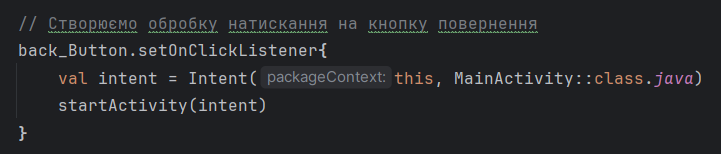 // Створюємо обробку натискання на кнопку повернення
back_Button.setOnClickListener{
    val intent = Intent( packageContext: this, MainActivity::class.java)
    startActivity(intent)
}